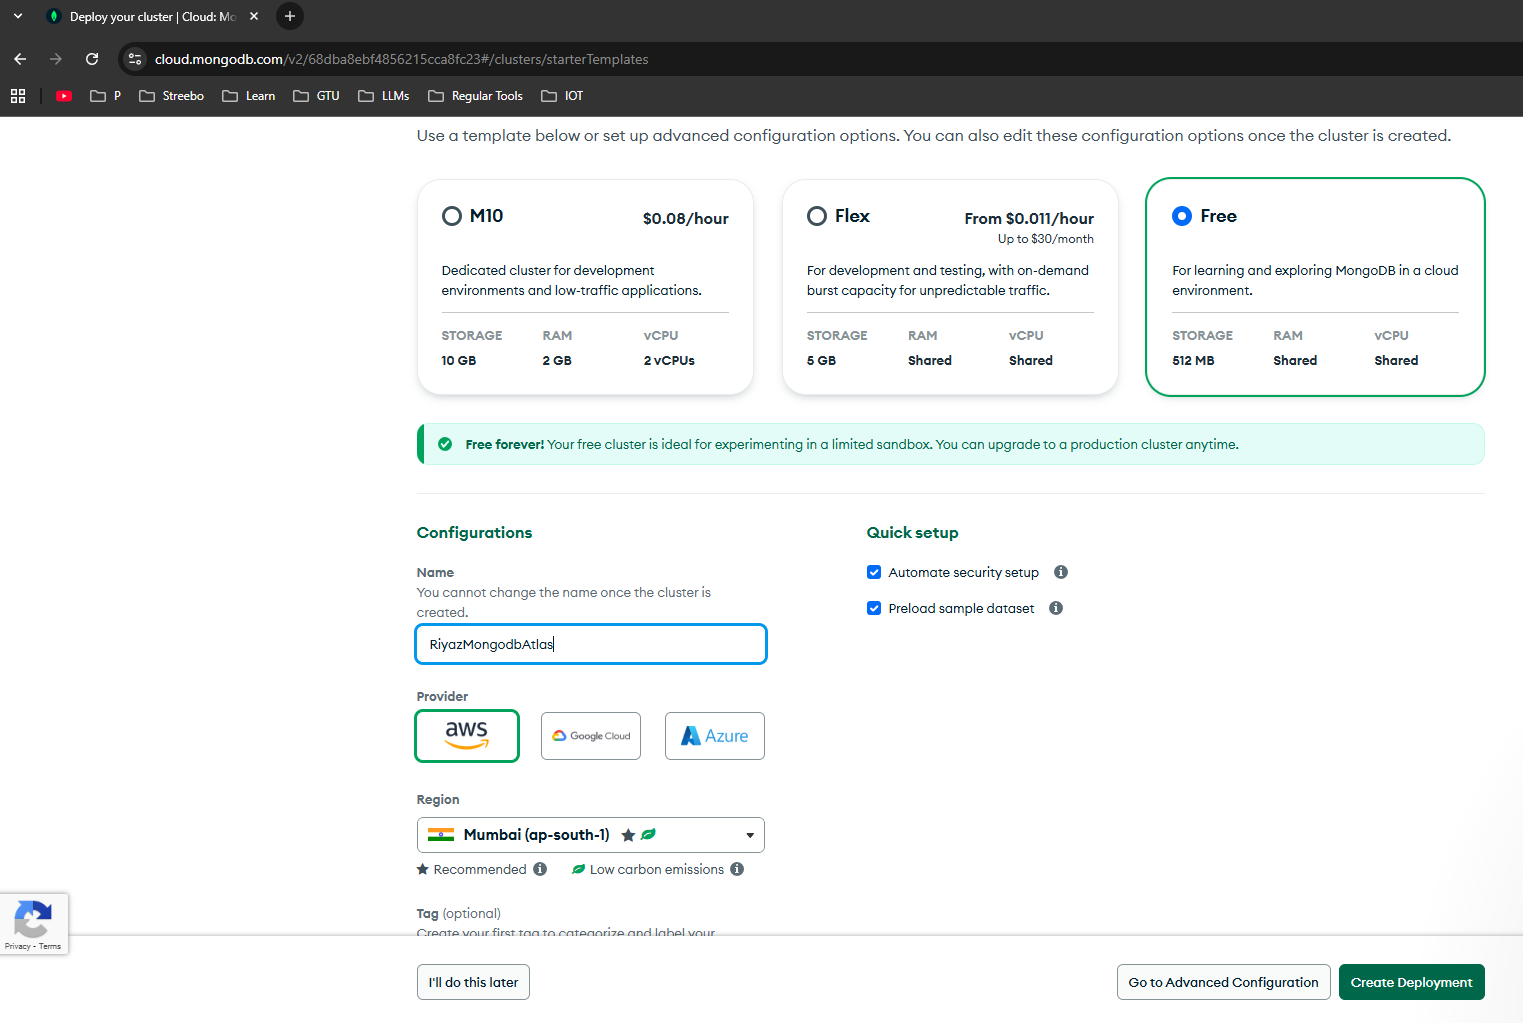 Deploy your cluster | Cloud: Mo
cloud.mongodb.com/v2/68dba8ebf4856215cca8fc23#/clusters/starterTemplates
P Streebo Learn GTU LLMs Regular Tools IOT
Use a template below or set up advanced configuration options. You can also edit these configuration options once the cluster is created.
M10 $0.08/hour
Dedicated cluster for development
environments and low-traffic applications.
STORAGE RAM vCPU
10 GB 2 GB 2 vCPUs
Flex From $0.011/hour
Up to $30/month
For development and testing, with on-demand
burst capacity for unpredictable traffic.
STORAGE RAM vCPU
5 GB Shared Shared
Free
For learning and exploring MongoDB in a cloud
environment.
STORAGE RAM vCPU
512 MB Shared Shared
Free forever! Your free cluster is ideal for experimenting in a limited sandbox. You can upgrade to a production cluster anytime.
Configurations
Name
You cannot change the name once the cluster is
created.
RiyazMongodbAtlas
Provider
aws Google Cloud Azure
Region
Mumbai (ap-south-1)
Recommended Low carbon emissions
Tag (optional)
Create your first tag to categorize and label your
Quick setup
Automate security setup
Preload sample dataset
Privacy - Terms
I'll do this later Go to Advanced Configuration Create Deployment